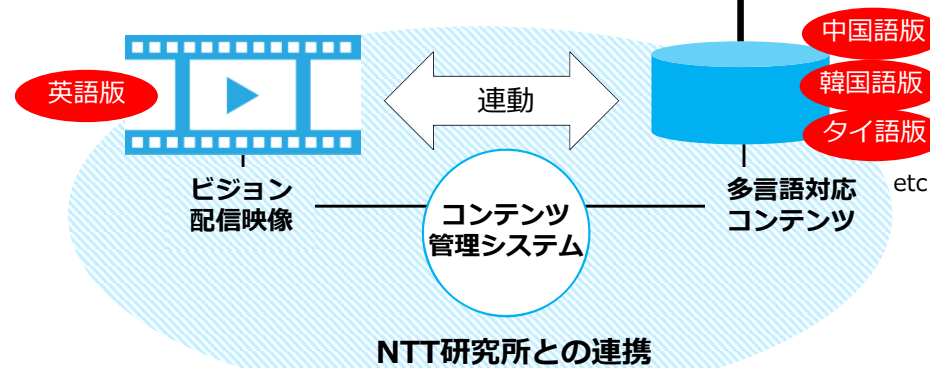 中国語版
英語版
連動
韓国語版
タイ語版
ビジョン
配信映像
コンテンツ
管理システム
多言語対応
コンテンツ
etc
NTT研究所との連携